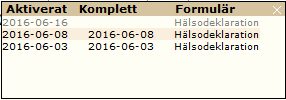 Aktiverat Komplett Formulär
2016-06-16 Hälsodeklaration
2016-06-08 2016-06-08 Hälsodeklaration
2016-06-03 2016-06-03 Hälsodeklaration